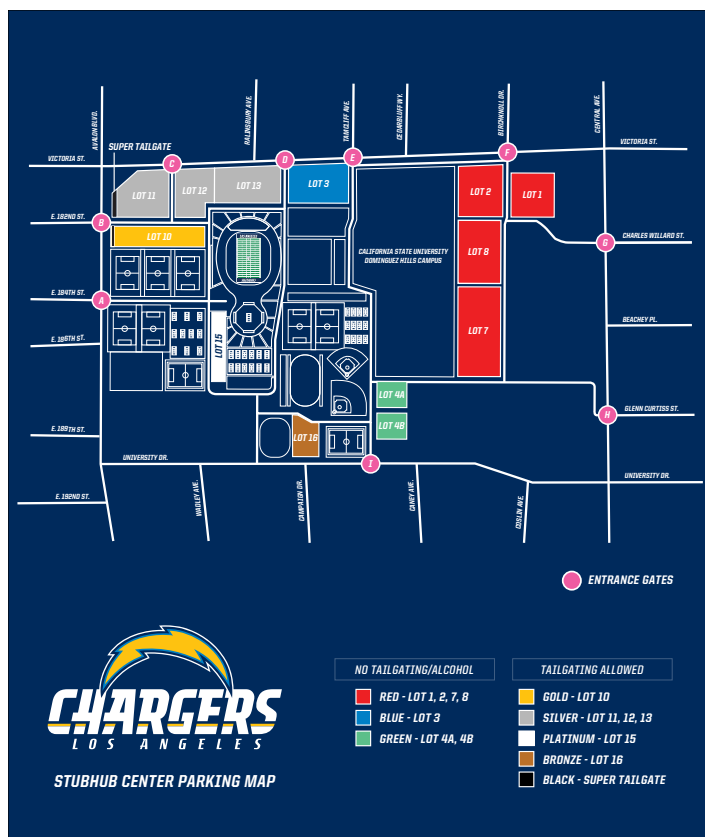 AVALON BLVD.
HALINSBURY AVE.
TAMCLIFF AVE.
CEDARBLUFF WY.
BIRCHKNOLL DR.
CENTRAL AVE.
SUPER TAILGATE
VICTORIA ST.
VICTORIA ST.
C
D
E
F
LOT 11
LOT 12
LOT 13
LOT 3
LOT 2
LOT 1
E. 182ND ST.
B
LOT 10
CALIFORNIA STATE UNIVERSITY
DOMINGUEZ HILLS CAMPUS
LOT 8
G
CHARLES WILLARD ST.
E. 184TH ST.
A
LOT 15
LOT 7
BEACHEY PL.
E. 186TH ST.
LOT 4A
H
GLENN CURTISS ST.
LOT 4B
E. 189TH ST.
LOT 16
UNIVERSITY DR.
I
UNIVERSITY DR.
E. 192ND ST.
WADLEY AVE.
CAMPAIGN DR.
CANEY AVE.
COSLIN AVE.
ENTRANCE GATES
NO TAILGATING/ALCOHOL
RED - LOT 1, 2, 7, 8
BLUE - LOT 3
GREEN - LOT 4A, 4B
TAILGATING ALLOWED
GOLD - LOT 10
SILVER - LOT 11, 12, 13
PLATINUM - LOT 15
BRONZE - LOT 16
BLACK - SUPER TAILGATE
CHARGERS
LOS ANGELES
STUBHUB CENTER PARKING MAP